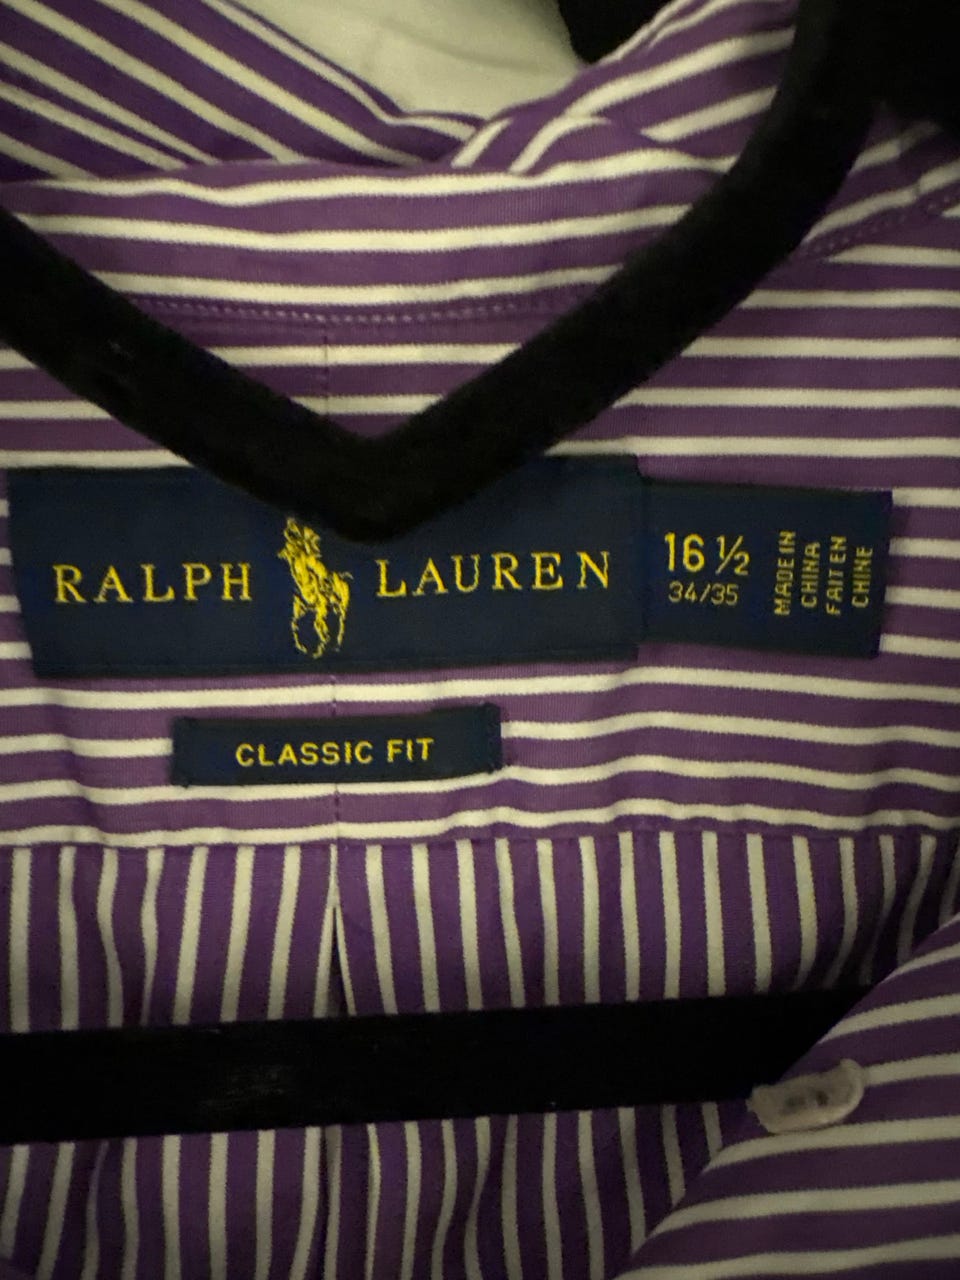 RALPH LAUREN
16 ½
34/35
MADE IN
CHINA
FAIT EN
CHINE
CLASSIC FIT